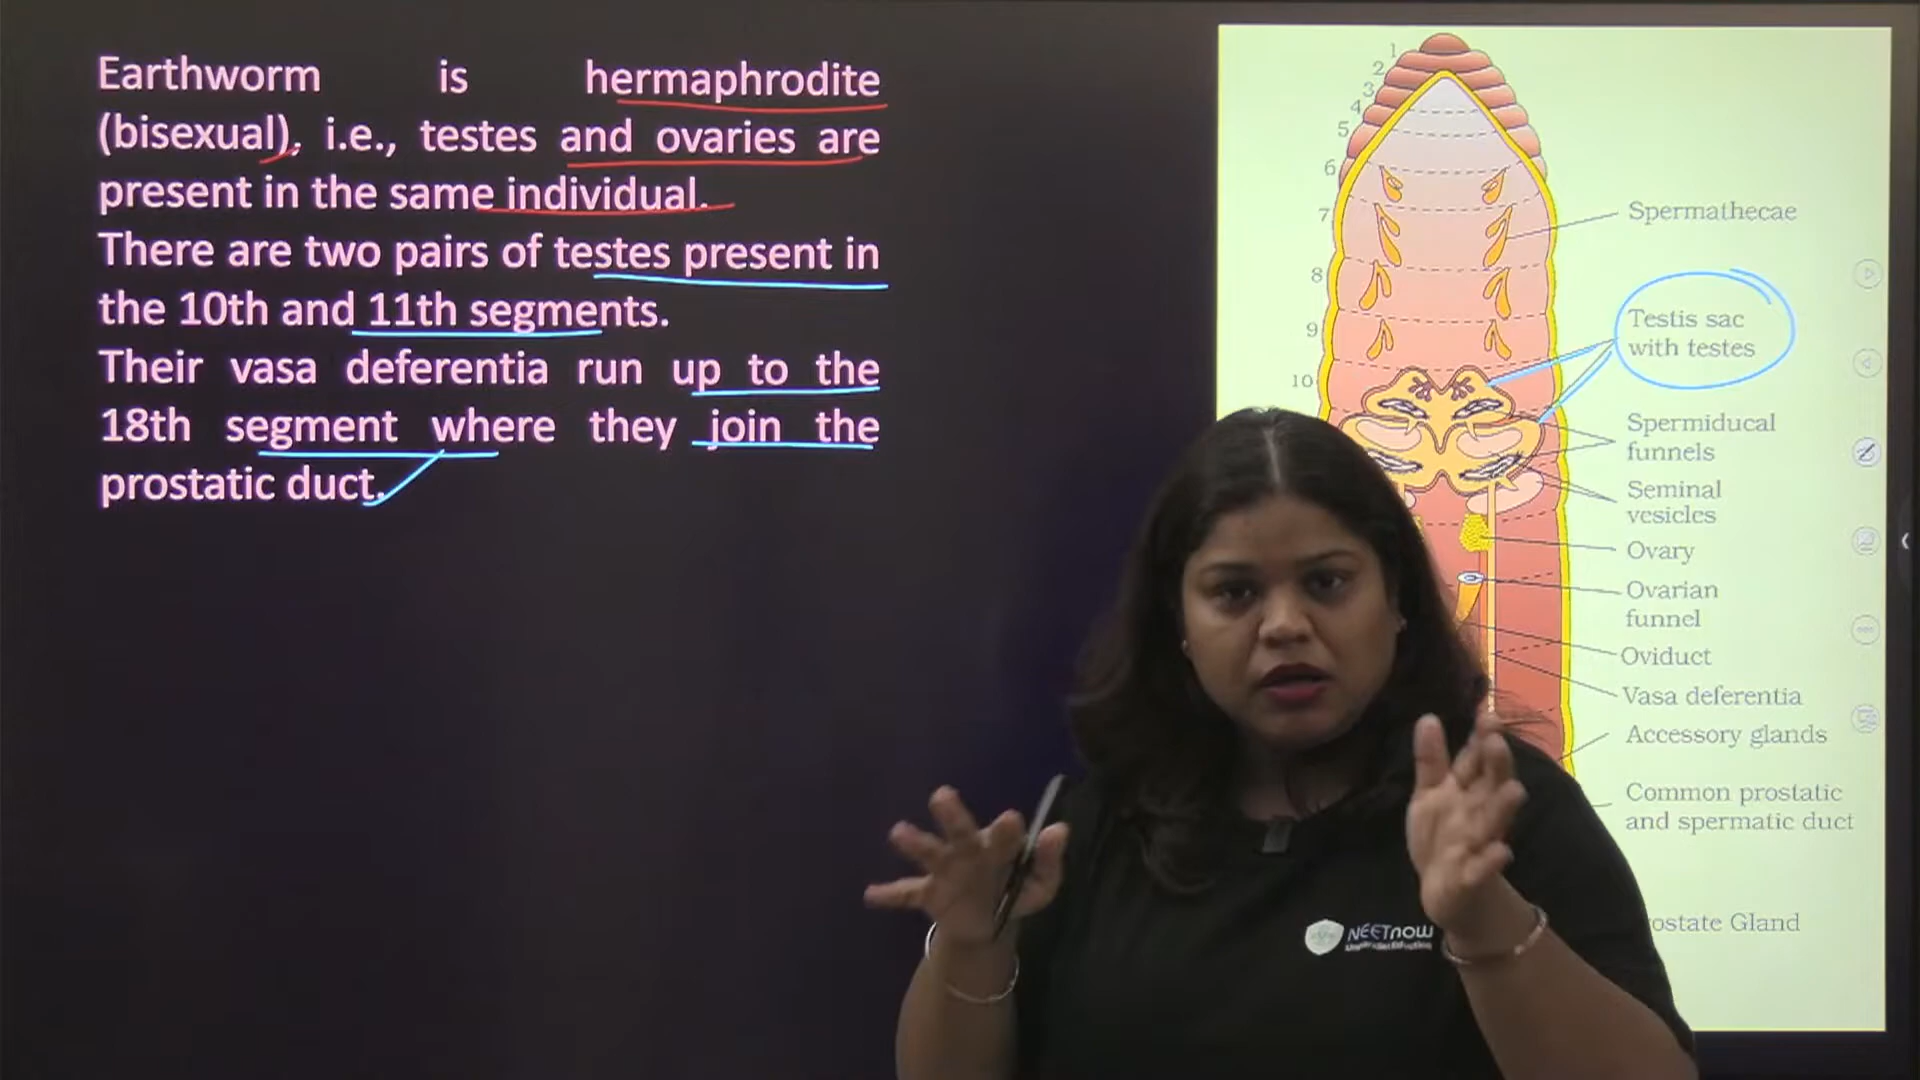 Earthworm is hermaphrodite
(bisexual), i.e., testes and ovaries are
present in the same individual.
There are two pairs of testes present in
the 10th and 11th segments.
Their vasa deferentia run up to the
18th segment where they join the
prostatic duct.
1
2
3
4
5
6
7
8
9
10
Spermathecae
Testis sac
with testes
Spermiducal
funnels
Seminal
vesicles
Ovary
Ovarian
funnel
Oviduct
Vasa deferentia
Accessory glands
Common prostatic
and spermatic duct
Gland
NEETnow